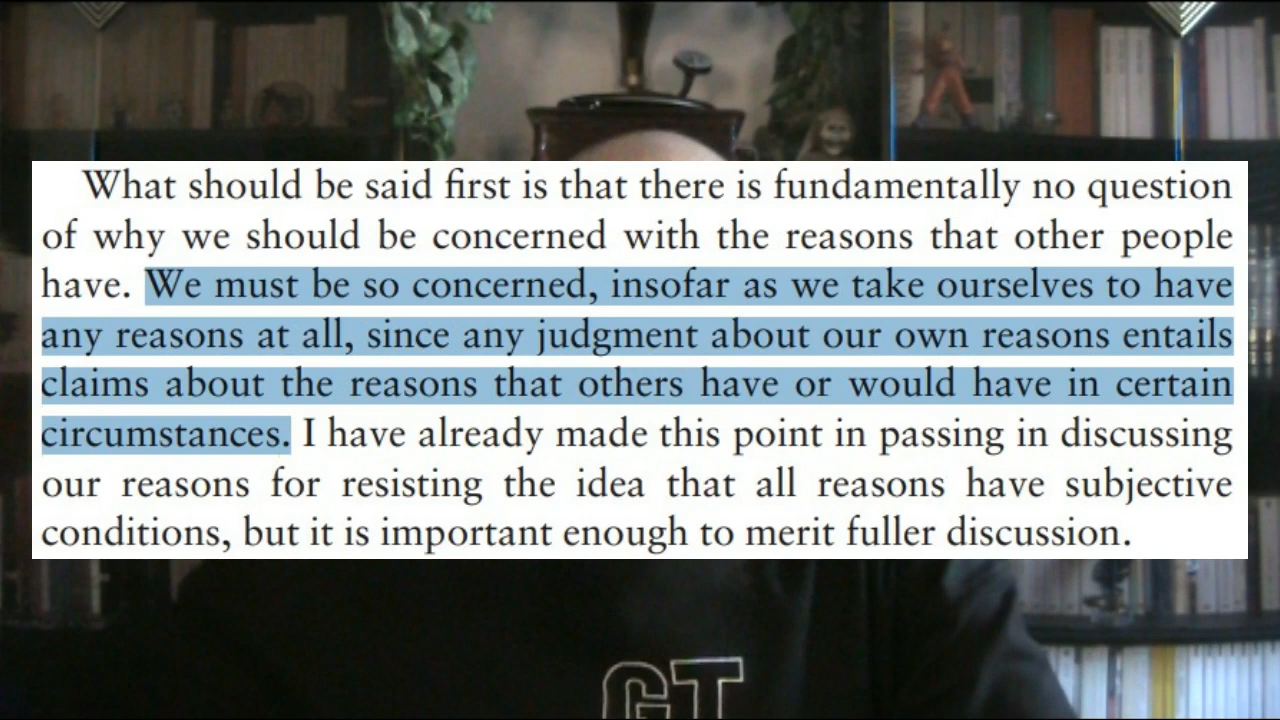 What should be said first is that there is fundamentally no question
of why we should be concerned with the reasons that other people
have. We must be so concerned, insofar as we take ourselves to have
any reasons at all, since any judgment about our own reasons entails
claims about the reasons that others have or would have in certain
circumstances. I have already made this point in passing in discussing
our reasons for resisting the idea that all reasons have subjective
conditions, but it is important enough to merit fuller discussion.
GT